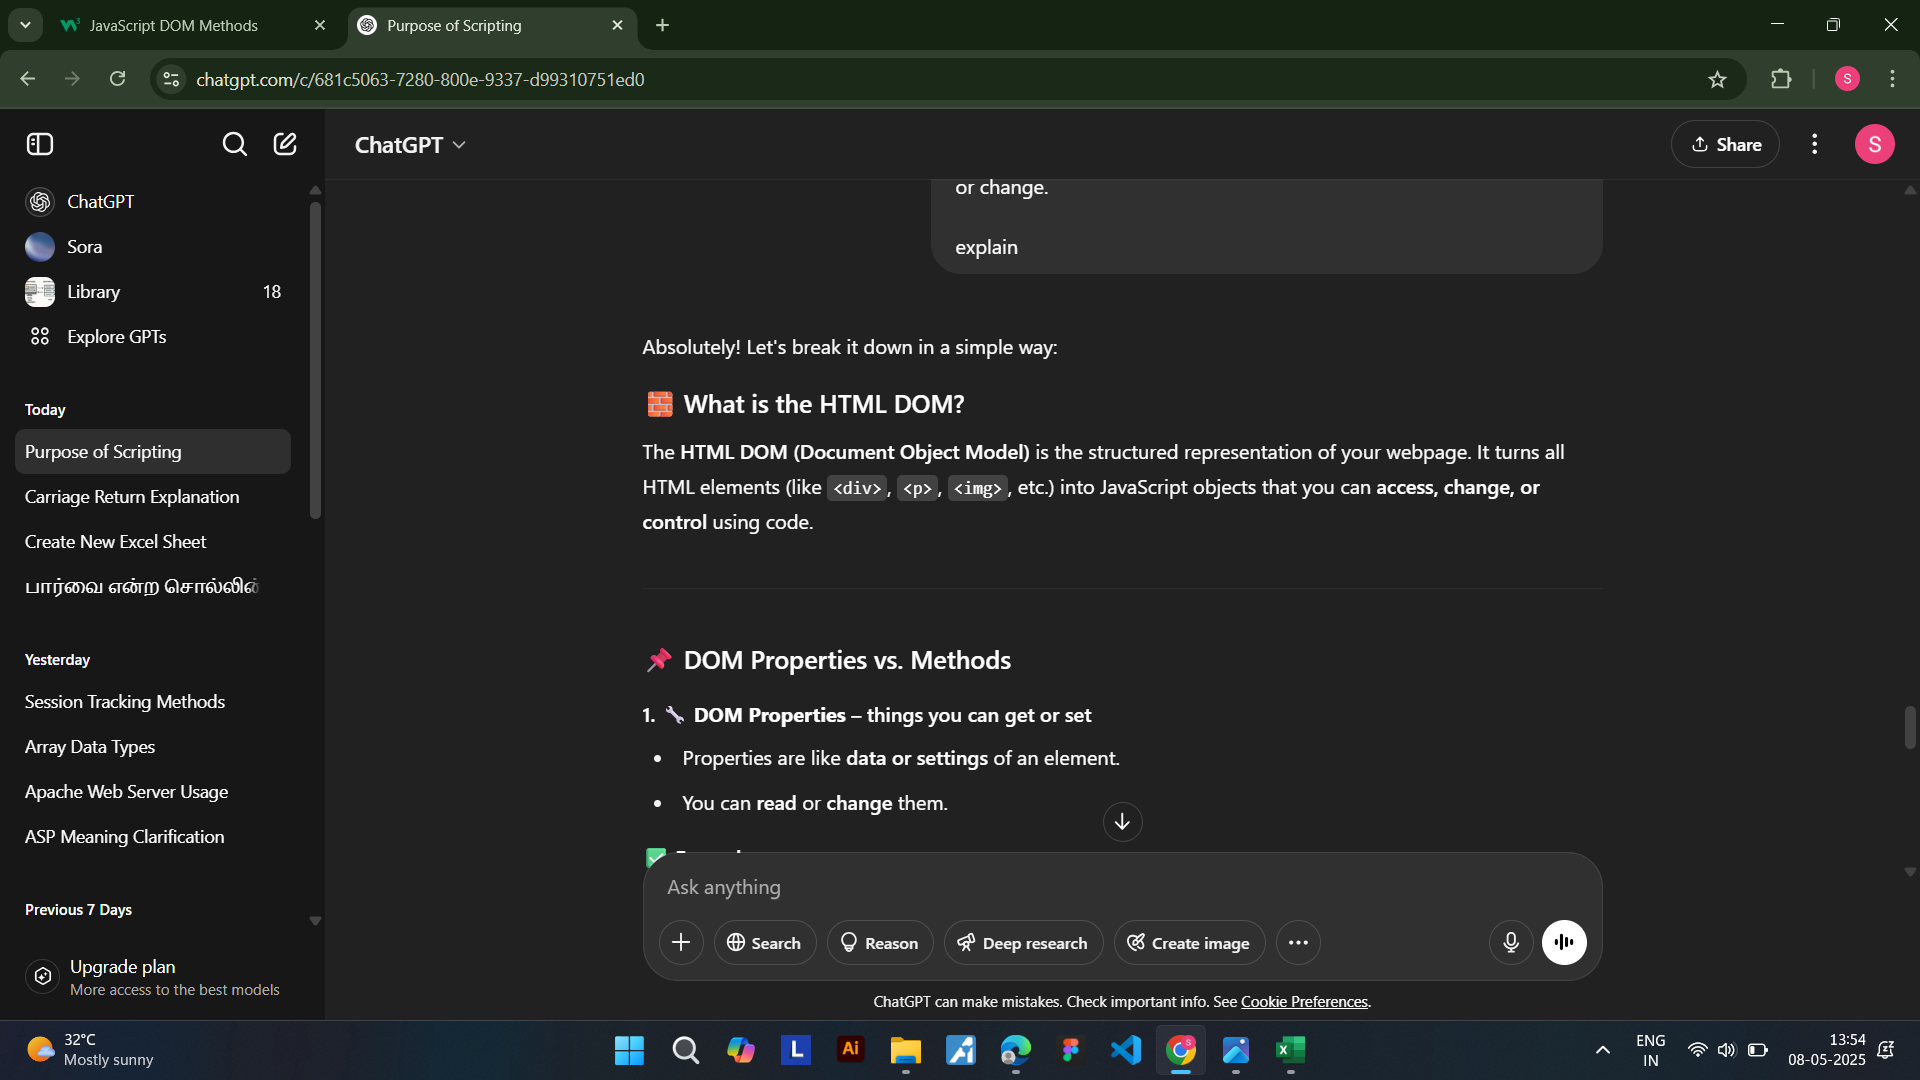 JavaScript DOM Methods
Purpose of Scripting
chatgpt.com/c/681c5063-7280-800e-9337-d99310751ed0
S
ChatGPT
Share
S
ChatGPT
Sora
Library 18
Explore GPTs
Today
Purpose of Scripting
Carriage Return Explanation
Create New Excel Sheet
பார்வை என்ற சொல்லின்
Yesterday
Session Tracking Methods
Array Data Types
Apache Web Server Usage
ASP Meaning Clarification
Previous 7 Days
Upgrade plan
More access to the best models
or change.
explain
Absolutely! Let's break it down in a simple way:
What is the HTML DOM?
The HTML DOM (Document Object Model) is the structured representation of your webpage. It turns all
HTML elements (like <div>, <p>, <img>, etc.) into JavaScript objects that you can access, change, or
control using code.
DOM Properties vs. Methods
1. DOM Properties – things you can get or set
• Properties are like data or settings of an element.
• You can read or change them.
Ask anything
Search Reason Deep research Create image
ChatGPT can make mistakes. Check important info. See Cookie Preferences.
32°C
Mostly sunny
L
Ai
ENG
IN
13:54
08-05-2025